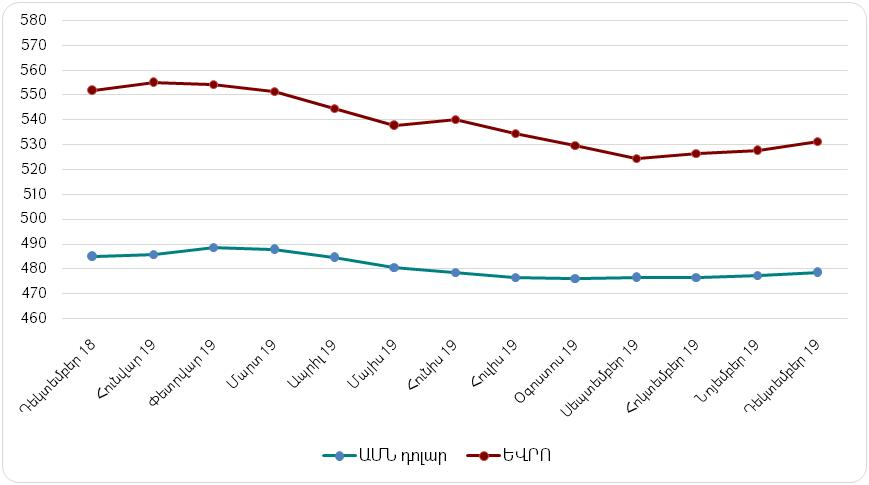 580
570
560
550
540
530
520
510
500
490
480
470
460
Դեկտեմբեր 18
Հունվար 19
Փետրվար 19
Մարտ 19
Ապրիլ 19
Մայիս 19
Հունիս 19
Հուլիս 19
Օգոստոս 19
Սեպտեմբեր 19
Հոկտեմբեր 19
Նոյեմբեր 19
Դեկտեմբեր 19
ԱՄՆ դոլար ԵՎՐՈ